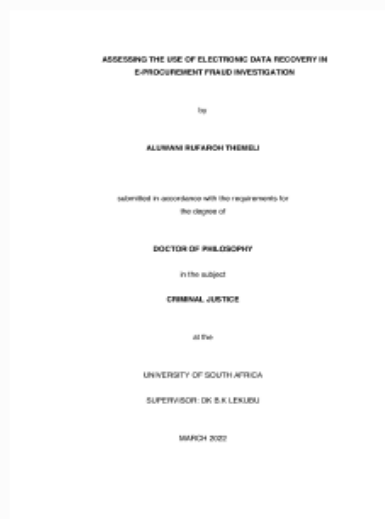 ASSESSING THE USE OF ELECTRONIC DATA RECOVERY IN
E-PROCUREMENT FRAUD INVESTIGATION
by
ALUWANI RUFAROH THEMELI
submitted in accordance with the requirements for
the degree of
DOCTOR OF PHILOSOPHY
in the subject
CRIMINAL JUSTICE
at the
UNIVERSITY OF SOUTH AFRICA
SUPERVISOR: DR B.K LEKUBU
MARCH 2022